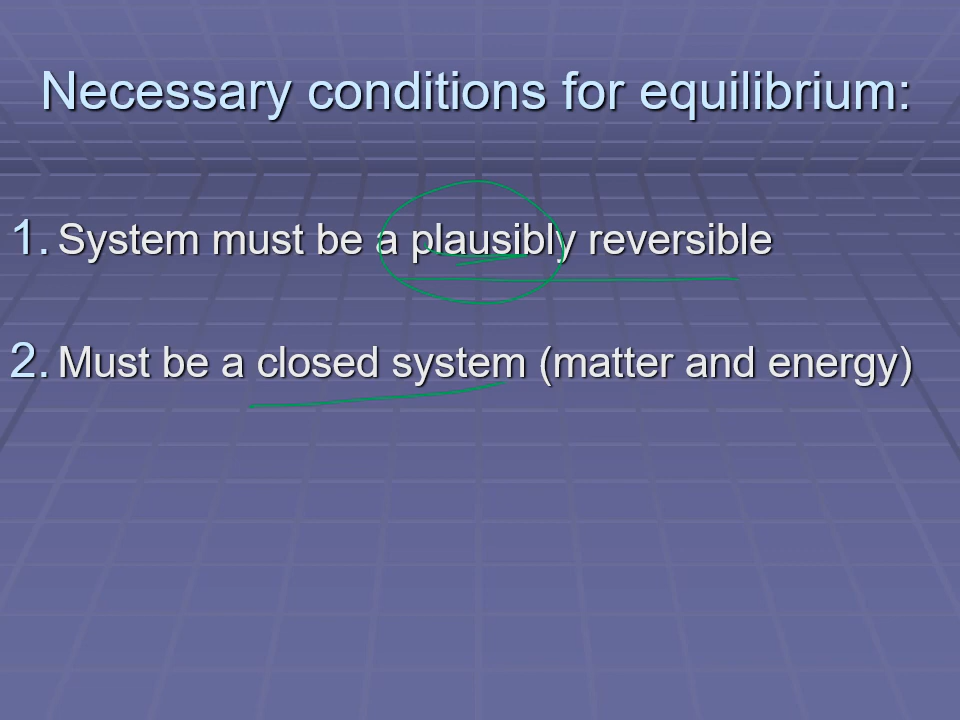 Necessary conditions for equilibrium:
1. System must be a plausibly reversible
2. Must be a closed system (matter and energy)